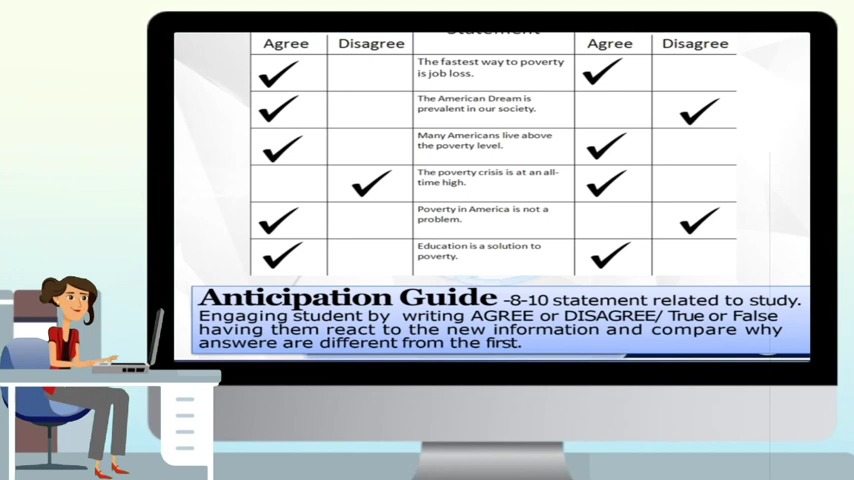 Statement
Agree Disagree Agree Disagree
The fastest way to poverty
is job loss.
The American Dream is
prevalent in our society.
Many Americans live above
the poverty level.
The poverty crisis is at an all-
time high.
Poverty in America is not a
problem.
Education is a solution to
poverty.
Anticipation Guide -8-10 statement related to study.
Engaging student by writing AGREE or DISAGREE/ True or False
having them react to the new information and compare why
answere are different from the first.